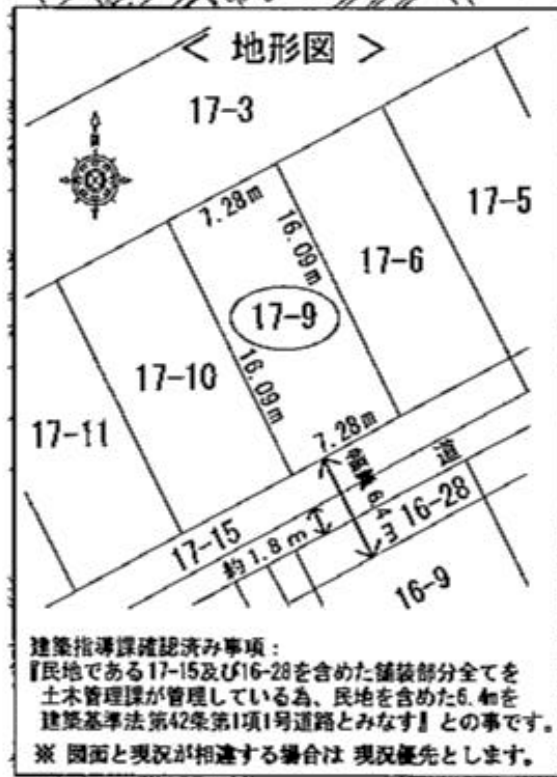 < 地形図 >
17-3
17-5
7.28m
16.09m
17-6
17-9
17-10
16.09m
17-11
7.28m
幅員6.4m
道
16-28
17-15
約1.8m
16-9
建築指導課確認済み事項：
『民地である17-15及び16-28を含めた舗装部分全てを
土木管理課が管理している為、民地を含めた6.4mを
建築基準法第42条第1項1号道路とみなす』との事です。
※ 図面と現況が相違する場合は 現況優先とします。